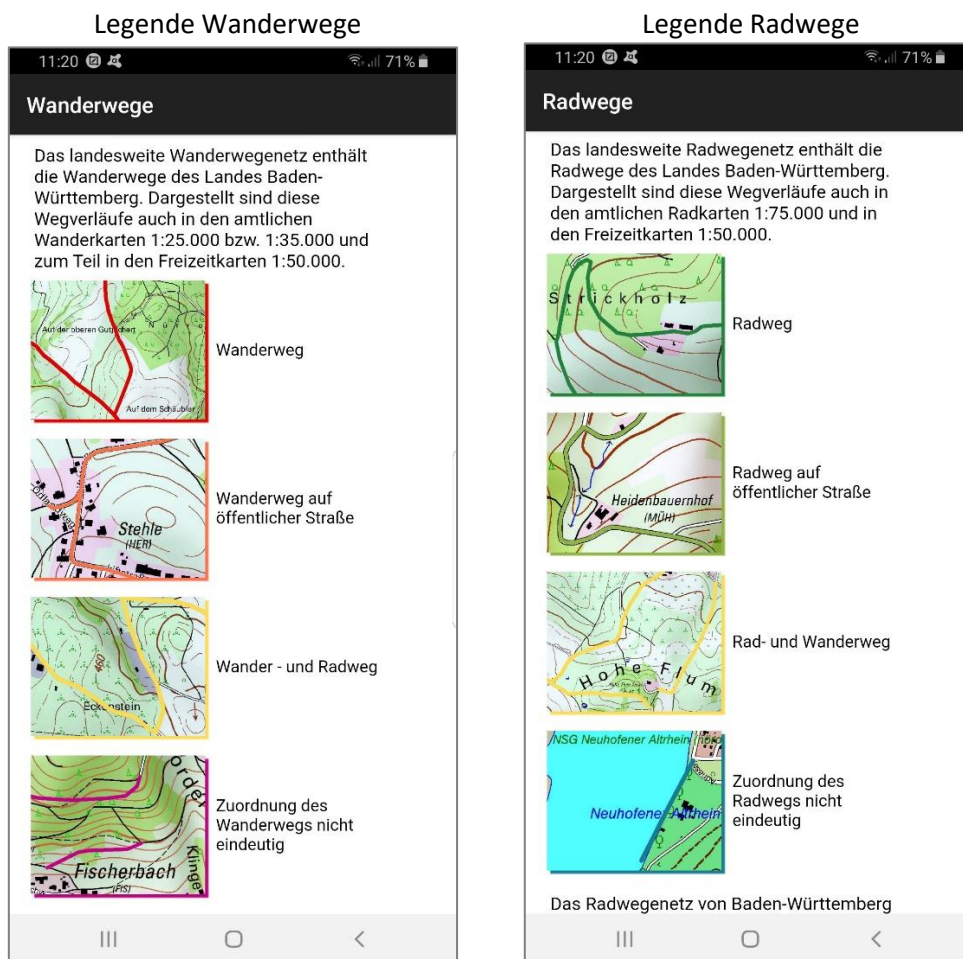 Legende Wanderwege
11:20
71%
Wanderwege
Das landesweite Wanderwegenetz enthält
die Wanderwege des Landes Baden-
Württemberg. Dargestellt sind diese
Wegverläufe auch in den amtlichen
Wanderkarten 1:25.000 bzw. 1:35.000 und
zum Teil in den Freizeitkarten 1:50.000.
Auf der oberen
Auf dem
Wanderweg
Stehle
(HER)
Wanderweg auf
öffentlicher Straße
460
Eckenstein
Wander - und Radweg
Fischerbach
(FIS)
Klinge
Zuordnung des
Wanderwegs nicht
eindeutig
Legende Radwege
11:20
71%
Radwege
Das landesweite Radwegenetz enthält die
Radwege des Landes Baden-Württemberg.
Dargestellt sind diese Wegverläufe auch in
den amtlichen Radkarten 1:75.000 und in
den Freizeitkarten 1:50.000.
Strickholz
Radweg
Heidenbauernhof
(MÜH)
Radweg auf
öffentlicher Straße
Hohe Flum
Rad- und Wanderweg
NSG Neuhofener Altrhein
Neuhofener Altrhein
Zuordnung des
Radwegs nicht
eindeutig
Das Radwegenetz von Baden-Württemberg